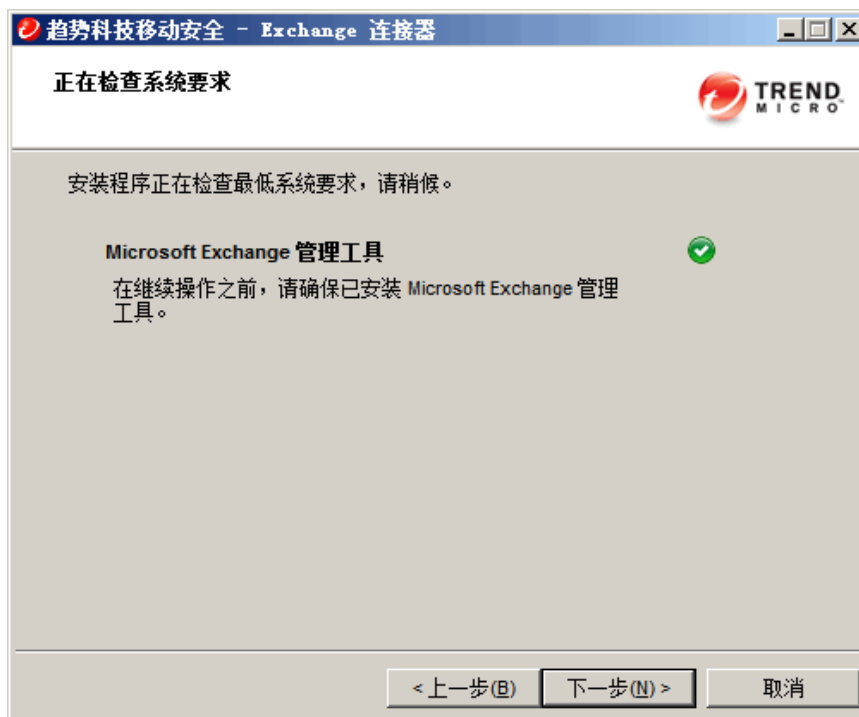 趋势科技移动安全 - Exchange 连接器
正在检查系统要求
TREND
MICRO
安装程序正在检查最低系统要求，请稍候。
Microsoft Exchange 管理工具
在继续操作之前，请确保已安装 Microsoft Exchange 管理
工具。
<上一步(B) 下一步(N)> 取消